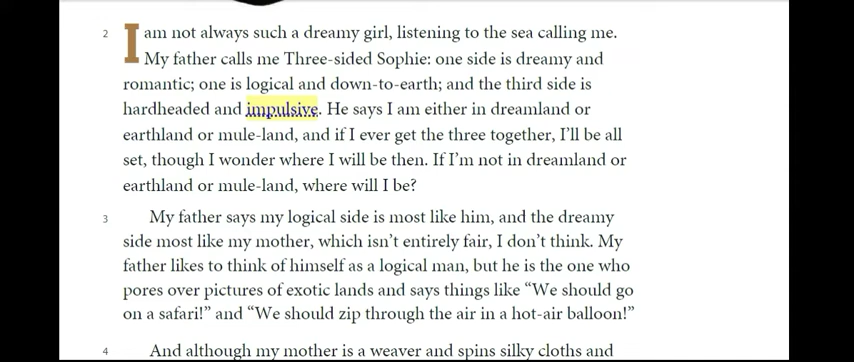 2 I am not always such a dreamy girl, listening to the sea calling me.
My father calls me Three-sided Sophie: one side is dreamy and
romantic; one is logical and down-to-earth; and the third side is
hardheaded and impulsive. He says I am either in dreamland or
earthland or mule-land, and if I ever get the three together, I’ll be all
set, though I wonder where I will be then. If I’m not in dreamland or
earthland or mule-land, where will I be?
3 My father says my logical side is most like him, and the dreamy
side most like my mother, which isn’t entirely fair, I don’t think. My
father likes to think of himself as a logical man, but he is the one who
pores over pictures of exotic lands and says things like “We should go
on a safari!” and “We should zip through the air in a hot-air balloon!”
4 And although my mother is a weaver and spins silky cloths and